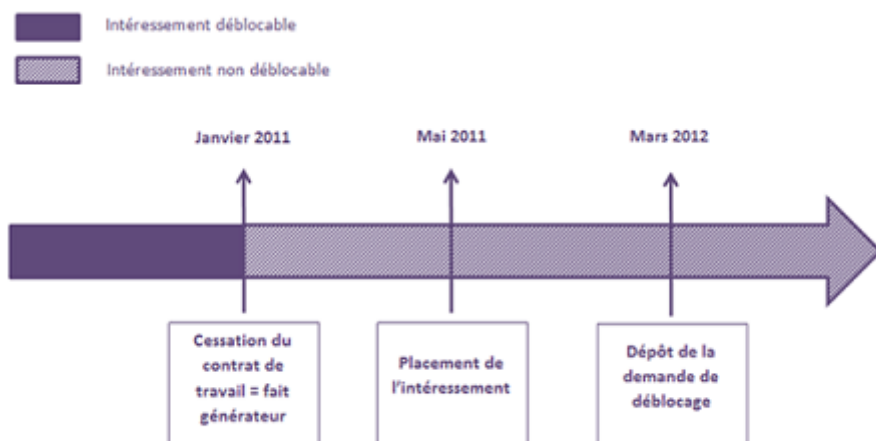 Intéressement déblocable
Intéressement non déblocable
Janvier 2011
Mai 2011
Mars 2012
Cessation du
contrat de
travail = fait
générateur
Placement de
l'intéressement
Dépôt de la
demande de
déblocage